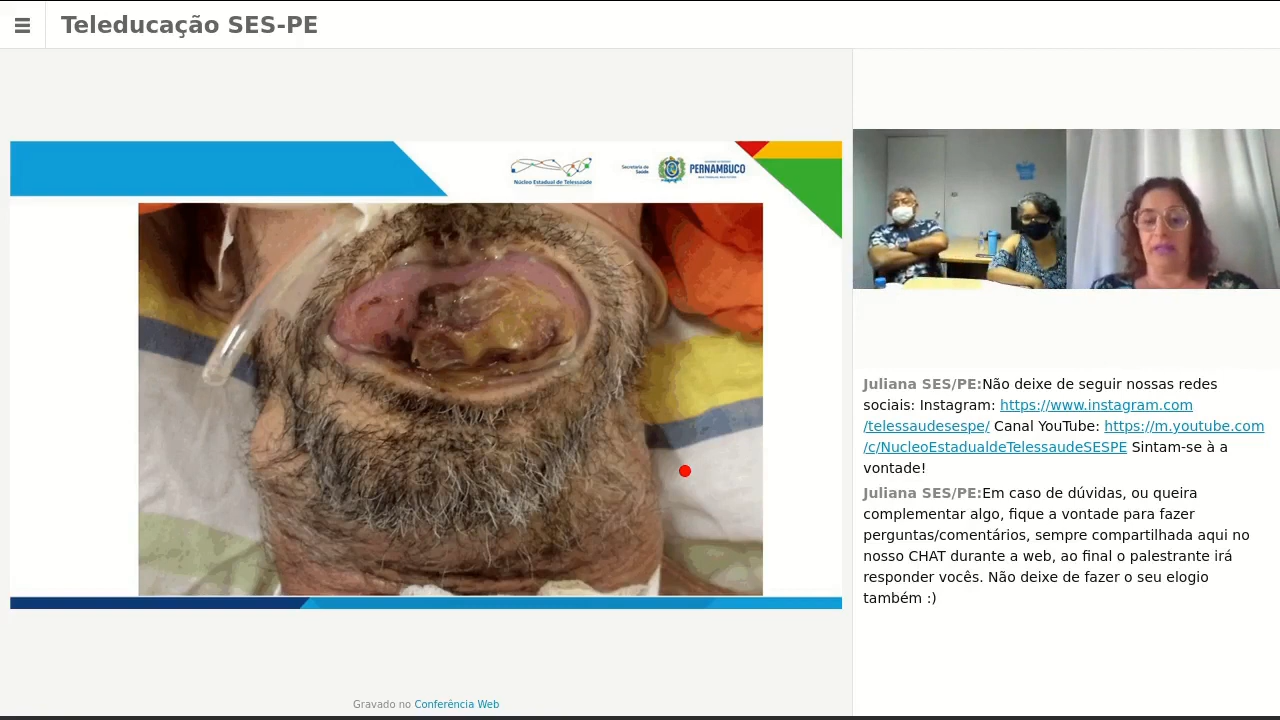 Teleducação SES-PE
Núcleo Estadual de Telessaúde
Secretaria de
Saúde
PERNAMBUCO
Juliana SES/PE:Não deixe de seguir nossas redes
sociais: Instagram: https://www.instagram.com
/telessaudesespe/ Canal YouTube: https://m.youtube.com
/c/NucleoEstadualdeTelessaudeSESPE Sintam-se à a
vontade!
Juliana SES/PE:Em caso de dúvidas, ou queira
complementar algo, fique a vontade para fazer
perguntas/comentários, sempre compartilhada aqui no
nosso CHAT durante a web, ao final o palestrante irá
responder vocês. Não deixe de fazer o seu elogio
também :)
Gravado no Conferência Web